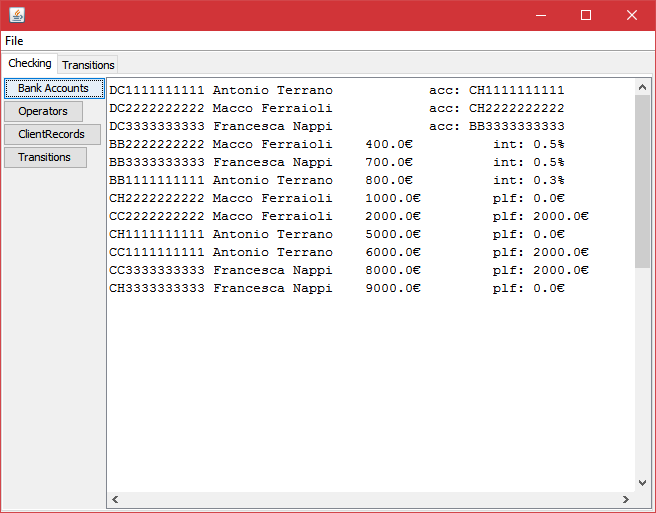 File
Checking Transitions
Bank Accounts
Operators
ClientRecords
Transitions
DC1111111111 Antonio Terrano acc: CH1111111111
DC2222222222 Macco Ferraioli acc: CH2222222222
DC3333333333 Francesca Nappi acc: BB3333333333
BB2222222222 Macco Ferraioli 400.0€ int: 0.5%
BB3333333333 Francesca Nappi 700.0€ int: 0.5%
BB1111111111 Antonio Terrano 800.0€ int: 0.3%
CH2222222222 Macco Ferraioli 1000.0€ plf: 0.0€
CC2222222222 Macco Ferraioli 2000.0€ plf: 2000.0€
CH1111111111 Antonio Terrano 5000.0€ plf: 0.0€
CC1111111111 Antonio Terrano 6000.0€ plf: 2000.0€
CC3333333333 Francesca Nappi 8000.0€ plf: 2000.0€
CH3333333333 Francesca Nappi 9000.0€ plf: 0.0€